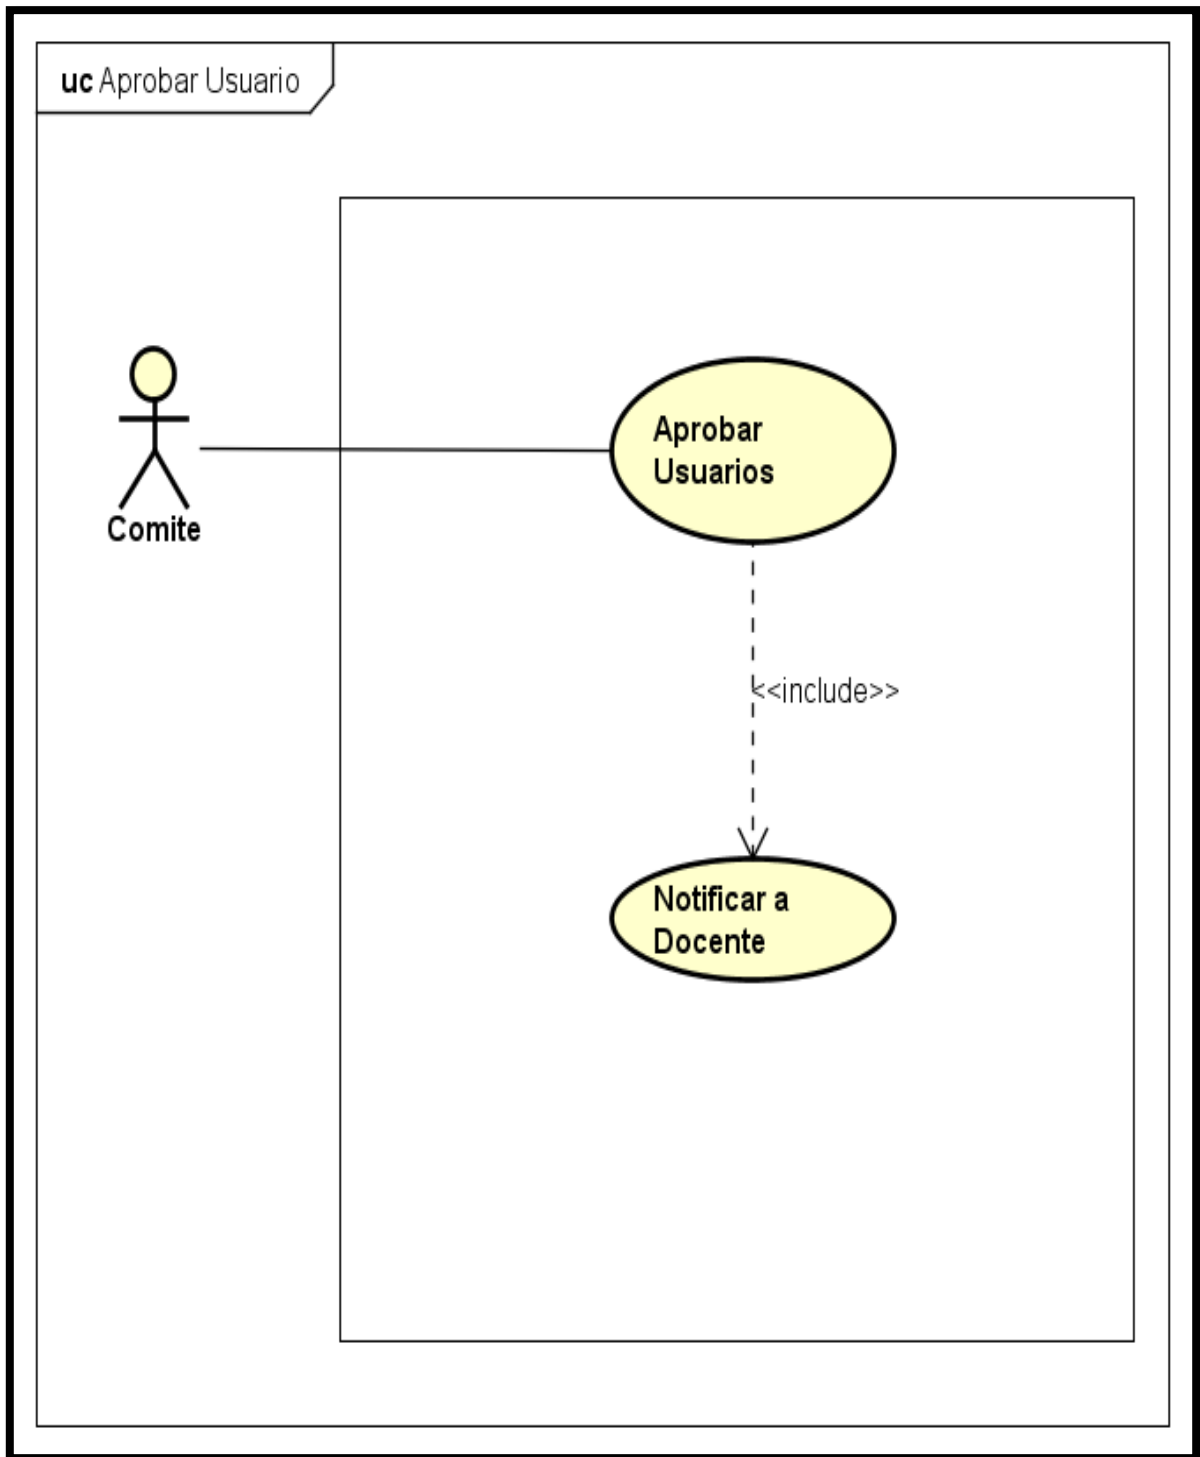 uc Aprobar Usuario
Aprobar
Usuarios
Comite
<<include>>
Notificar a
Docente